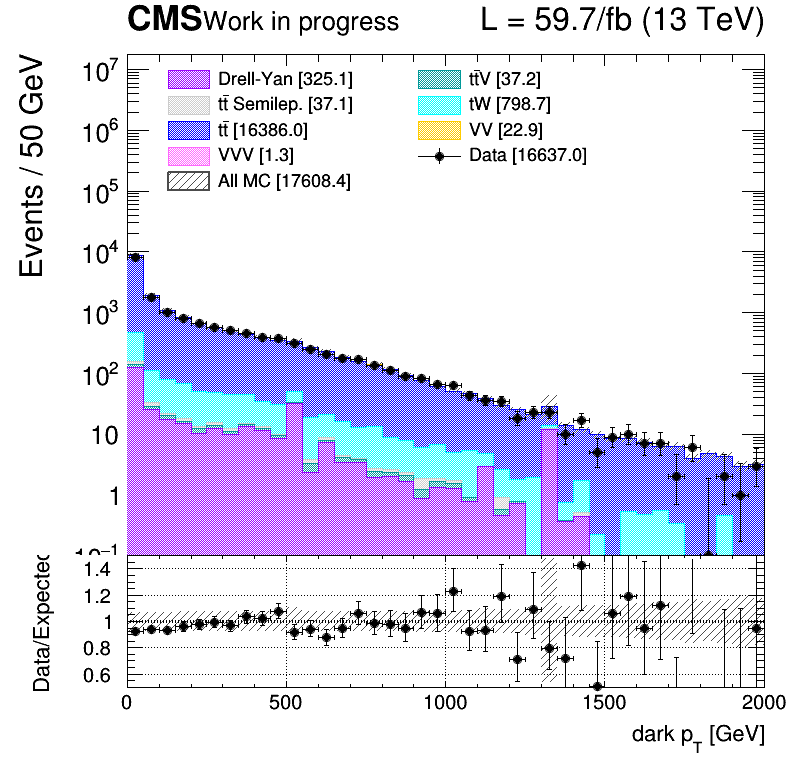 CMS Work in progress L = 59.7/fb (13 TeV)
Events / 50 GeV
Drell-Yan [325.1]
tt̄ Semilep. [37.1]
tt̄ [16386.0]
VVV [1.3]
All MC [17608.4]
tt̄V [37.2]
tW [798.7]
VV [22.9]
Data [16637.0]
10⁷
10⁶
10⁵
10⁴
10³
10²
10
1
10⁻¹
Data/Expected
1.4
1.2
1
0.8
0.6
0 500 1000 1500 2000
dark p_T [GeV]